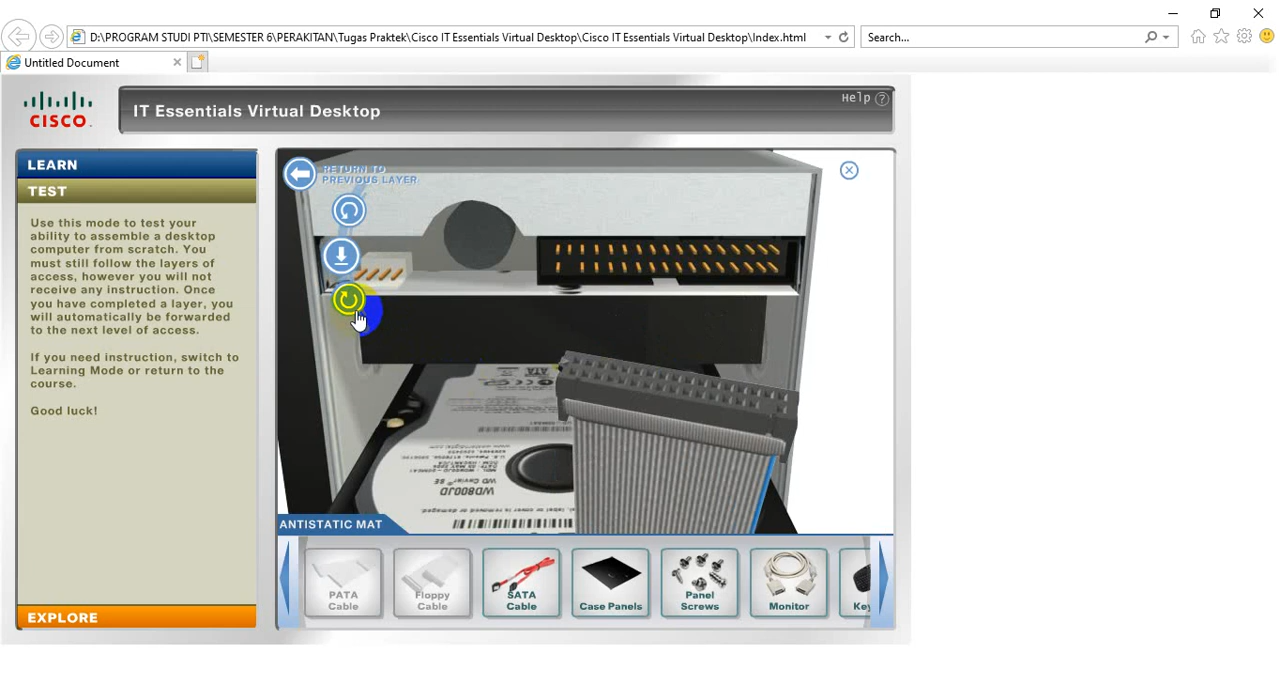 D:\PROGRAM STUDI PTI\SEMESTER 6\PERAKITAN\Tugas Praktek\Cisco IT Essentials Virtual Desktop\Cisco IT Essentials Virtual Desktop\Index.html
Search...
Untitled Document
CISCO
IT Essentials Virtual Desktop
Help ?
LEARN
TEST
Use this mode to test your
ability to assemble a desktop
computer from scratch. You
must still follow the layers of
access, however you will not
receive any instruction. Once
you have completed a layer, you
will automatically be forwarded
to the next level of access.
If you need instruction, switch to
Learning Mode or return to the
course.
Good luck!
EXPLORE
RETURN TO
PREVIOUS LAYER
WD Caviar® SE
WD800JD
ANTISTATIC MAT
PATA
Cable
Floppy
Cable
SATA
Cable
Case Panels
Panel
Screws
Monitor
Key